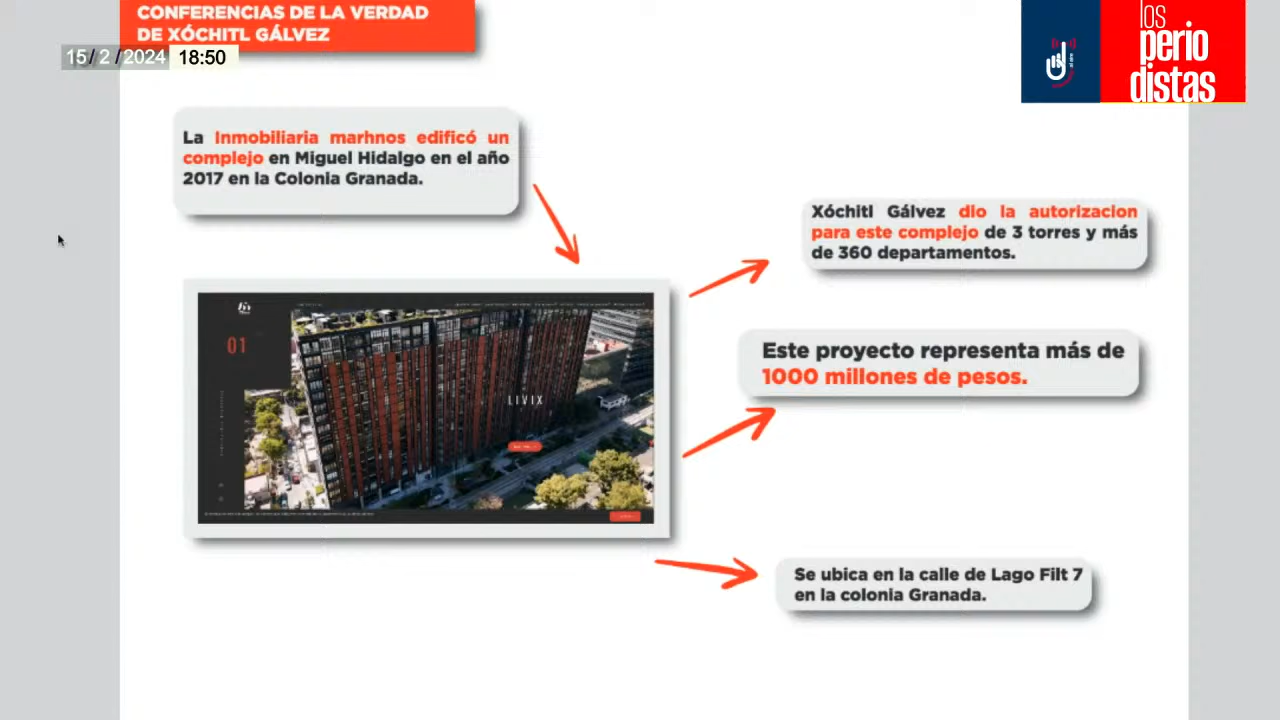 CONFERENCIAS DE LA VERDAD
DE XÓCHITL GÁLVEZ
15/ 2 /2024 18:50
los
perio
distas
al aire
La Inmobiliaria marhnos edificó un
complejo en Miguel Hidalgo en el año
2017 en la Colonia Granada.
Xóchitl Gálvez dio la autorizacion
para este complejo de 3 torres y más
de 360 departamentos.
01
LIVIX
Este proyecto representa más de
1000 millones de pesos.
Se ubica en la calle de Lago Filt 7
en la colonia Granada.